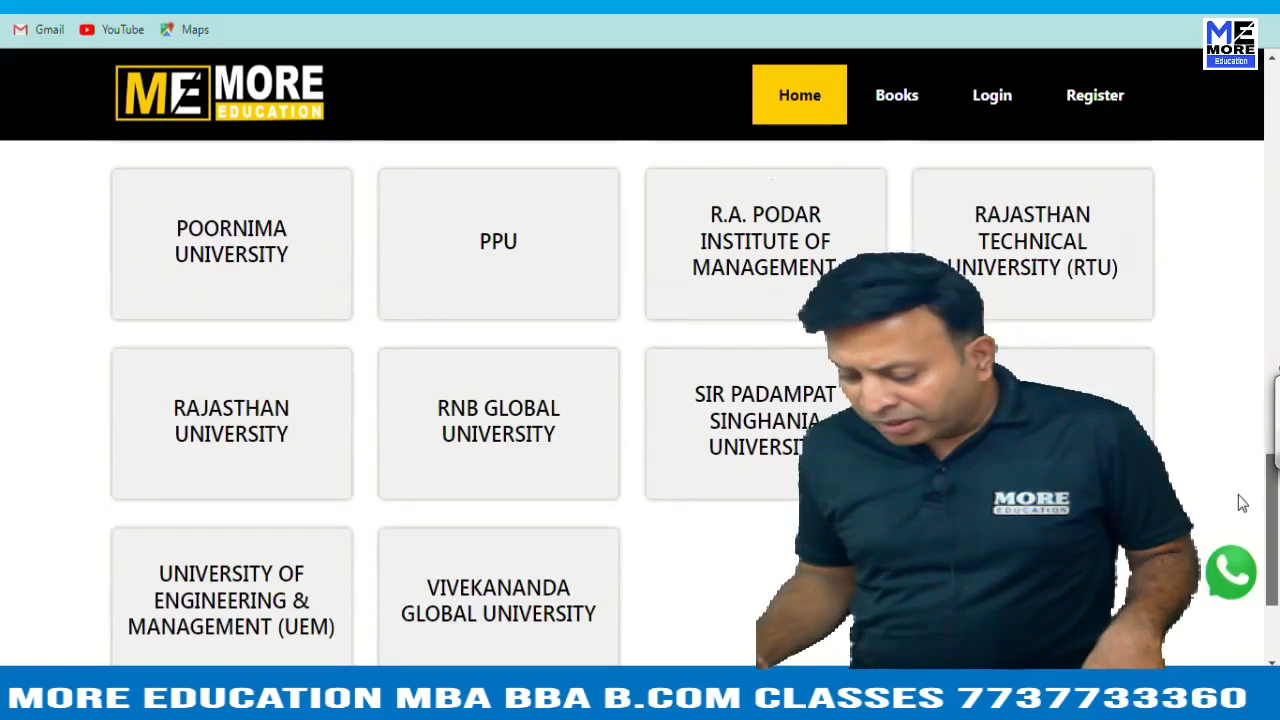 Gmail
YouTube
Maps
ME
MORE
Education
ME MORE
EDUCATION
Home
Books
Login
Register
POORNIMA
UNIVERSITY
PPU
R.A. PODAR
INSTITUTE OF
MANAGEMENT
RAJASTHAN
TECHNICAL
UNIVERSITY (RTU)
RAJASTHAN
UNIVERSITY
RNB GLOBAL
UNIVERSITY
SIR PADAMPAT
SINGHANIA
UNIVERSI
UNIVERSITY OF
ENGINEERING &
MANAGEMENT (UEM)
VIVEKANANDA
GLOBAL UNIVERSITY
MORE
EDUCATION
MORE EDUCATION MBA BBA B.COM CLASSES 7737733360